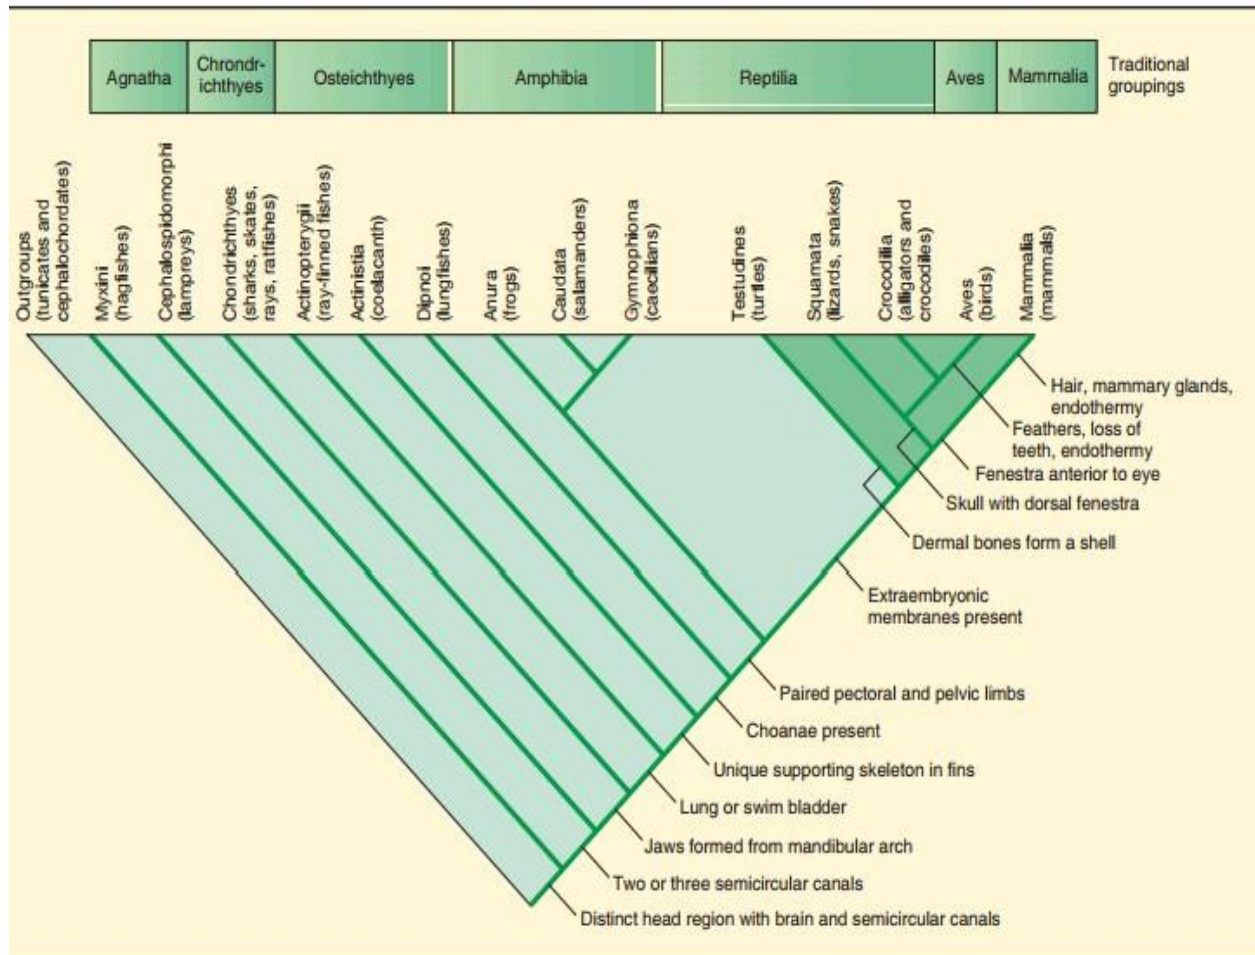 Agnatha
Chrondr-
ichthyes
Osteichthyes
Amphibia
Reptilia
Aves
Mammalia
Traditional
groupings
Outgroups
(tunicates and
cephalochordates)
Myxini
(hagfishes)
Cephalospidomorphi
(lampreys)
Chondrichthyes
(sharks, skates,
rays, ratfishes)
Actinopterygii
(ray-finned fishes)
Actinistia
(coelacanth)
Dipnoi
(lungfishes)
Anura
(frogs)
Caudata
(salamanders)
Gymnophiona
(caecilians)
Testudines
(turtles)
Squamata
(lizards, snakes)
Crocodilia
(alligators and
crocodiles)
Aves
(birds)
Mammalia
(mammals)
Hair, mammary glands,
endothermy
Feathers, loss of
teeth, endothermy
Fenestra anterior to eye
Skull with dorsal fenestra
Dermal bones form a shell
Extraembryonic
membranes present
Paired pectoral and pelvic limbs
Choanae present
Unique supporting skeleton in fins
Lung or swim bladder
Jaws formed from mandibular arch
Two or three semicircular canals
Distinct head region with brain and semicircular canals